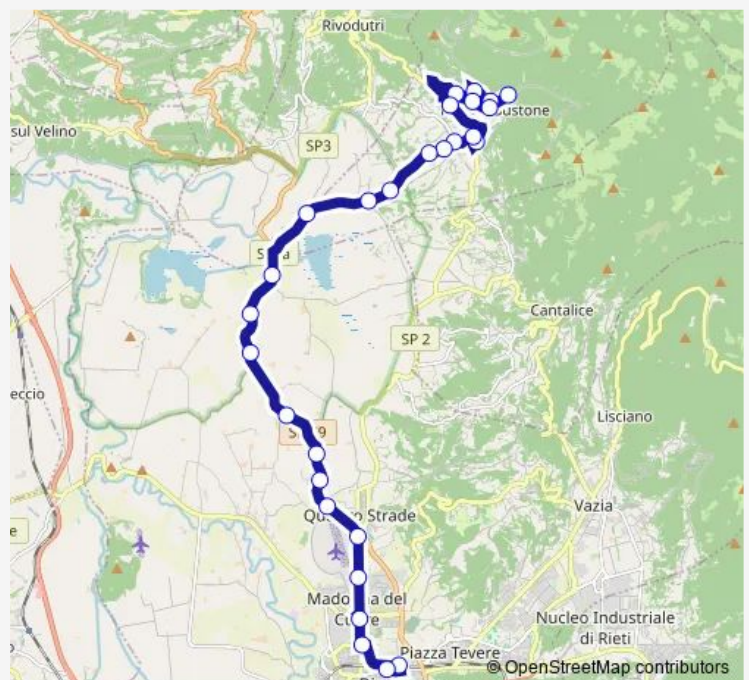 Rivodutri
sul Velino
SP3
Cantalice
SP 2
eccio
Lisciano
Vazia
Strade
Nucleo Industriale
di Rieti
Piazza Tevere
© OpenStreetMap contributors